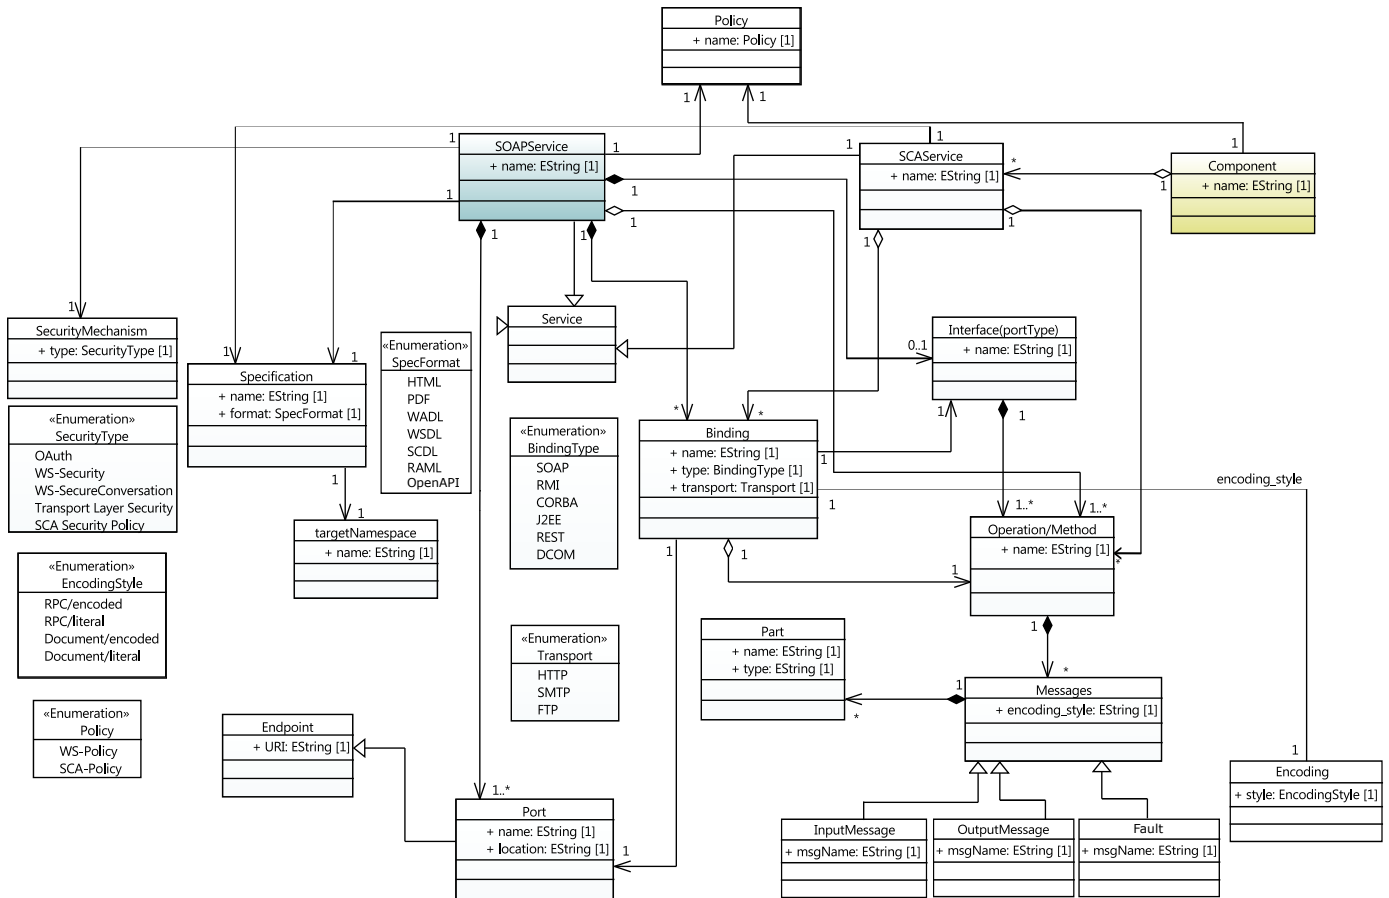 Policy
+ name: Policy [1]
1
1
1
1
SOAPService
+ name: EString [1]
1
1
1
1
1
1
1
SCAService
+ name: EString [1]
1
1
*
1
1
1
Component
+ name: EString [1]
1
SecurityMechanism
+ type: SecurityType [1]
1
1
Specification
+ name: EString [1]
+ format: SpecFormat [1]
1
1
«Enumeration»
SpecFormat
HTML
PDF
WADL
WSDL
SCDL
RAML
OpenAPI
Service
Interface(portType)
+ name: EString [1]
0..1
1
1
«Enumeration»
SecurityType
OAuth
WS-Security
WS-SecureConversation
Transport Layer Security
SCA Security Policy
«Enumeration»
BindingType
SOAP
RMI
CORBA
J2EE
REST
DCOM
*
*
Binding
+ name: EString [1]
+ type: BindingType [1]
+ transport: Transport [1]
1
1
1
1
encoding_style
targetNamespace
+ name: EString [1]
1
1..*
1..*
Operation/Method
+ name: EString [1]
*
1
1
«Enumeration»
EncodingStyle
RPC/encoded
RPC/literal
Document/encoded
Document/literal
«Enumeration»
Transport
HTTP
SMTP
FTP
Part
+ name: EString [1]
+ type: EString [1]
*
*
1
Messages
+ encoding_style: EString [1]
«Enumeration»
Policy
WS-Policy
SCA-Policy
Endpoint
+ URI: EString [1]
1..*
Port
+ name: EString [1]
+ location: EString [1]
1
InputMessage
+ msgName: EString [1]
OutputMessage
+ msgName: EString [1]
Fault
+ msgName: EString [1]
1
Encoding
+ style: EncodingStyle [1]